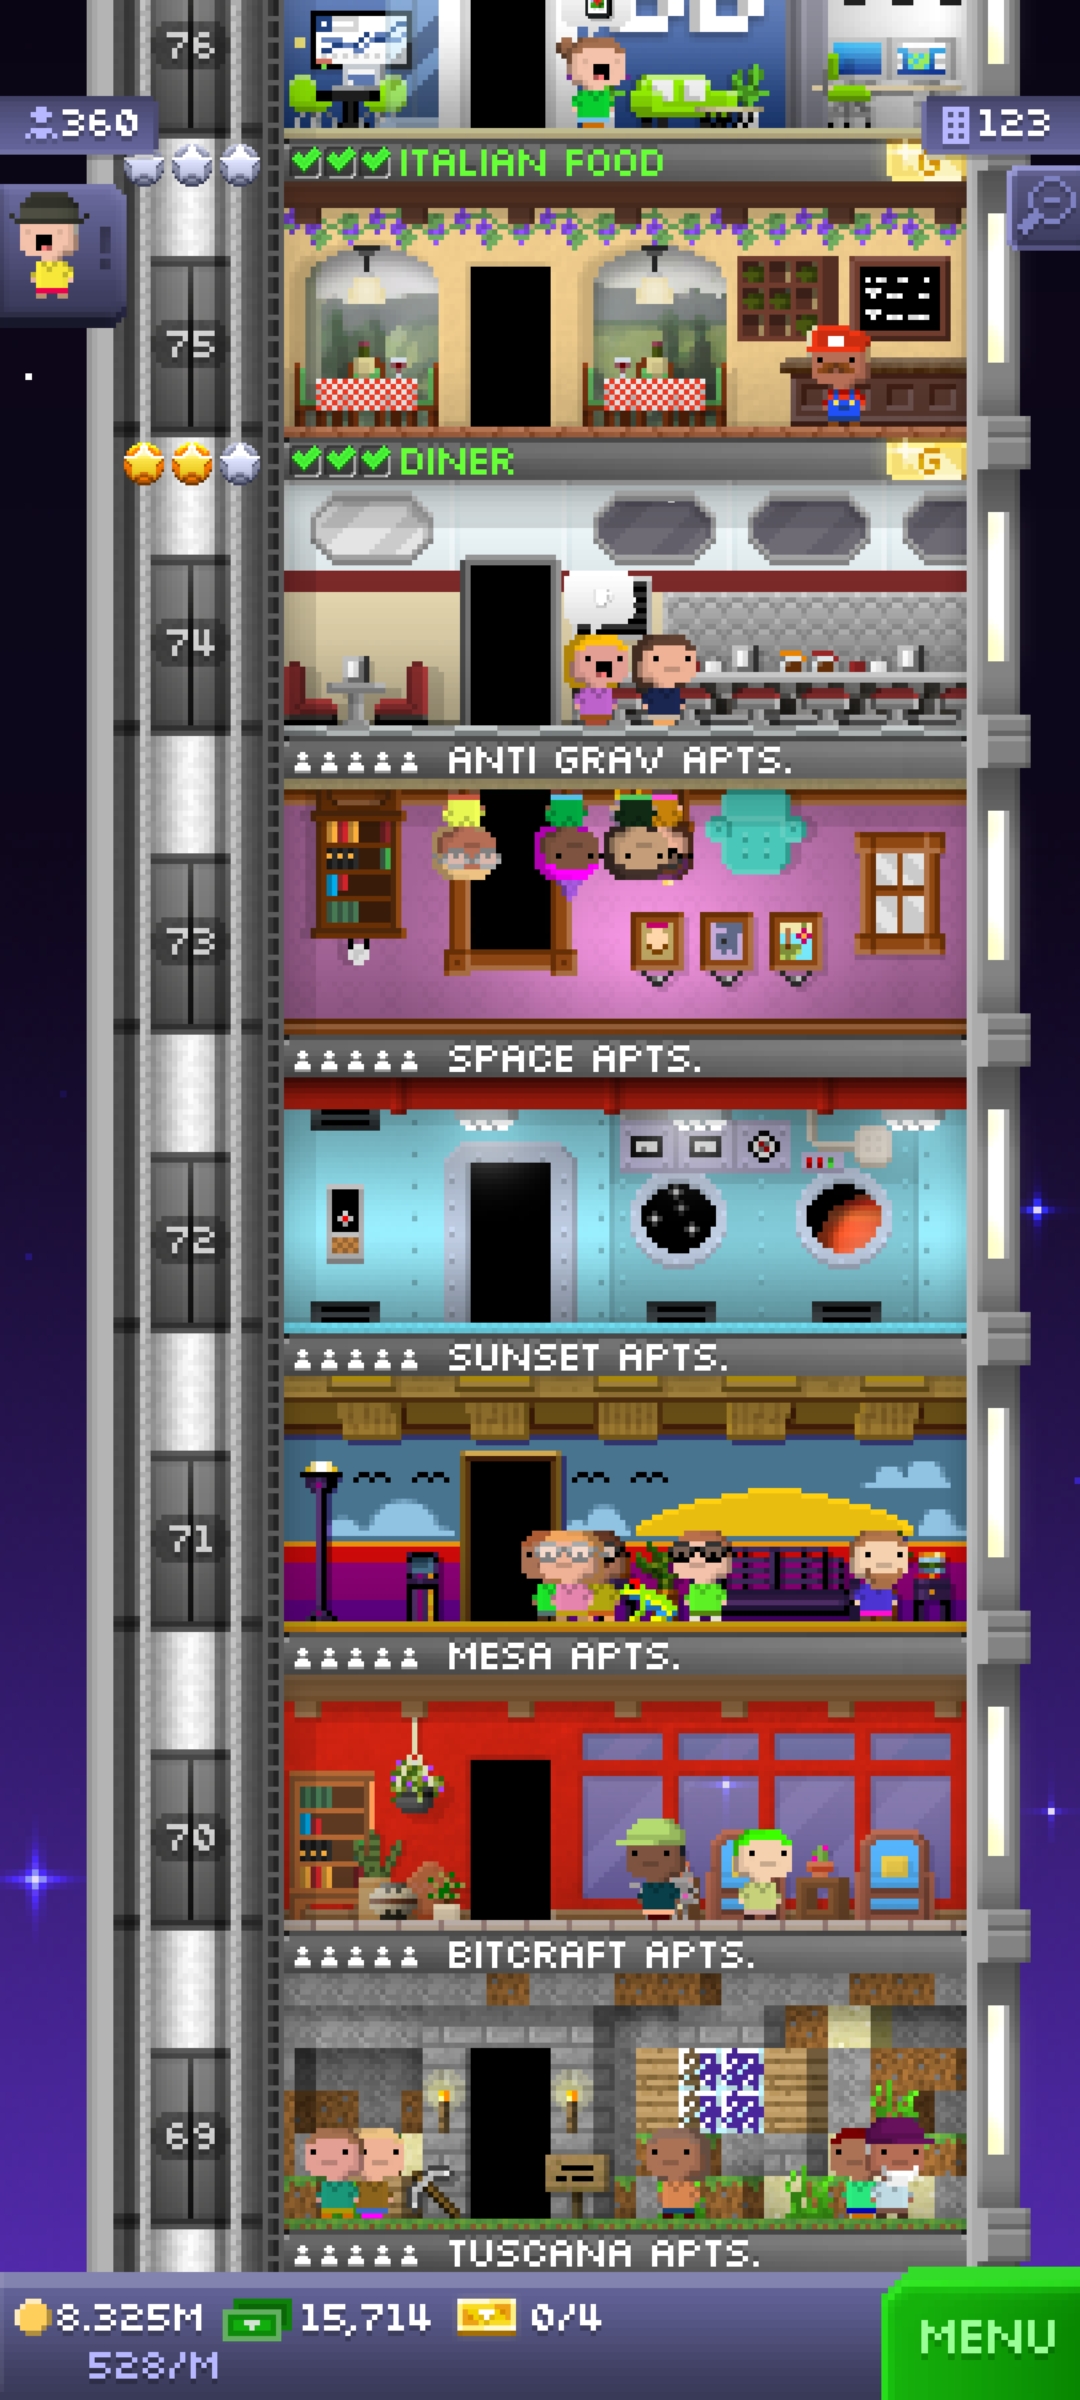 76
360
123
ITALIAN FOOD
G
75
DINER
G
74
ANTI GRAV APTS.
73
SPACE APTS.
72
SUNSET APTS.
71
MESA APTS.
70
BITCRAFT APTS.
69
TUSCANA APTS.
8.325M 15,714 0/4
528/M
MENU